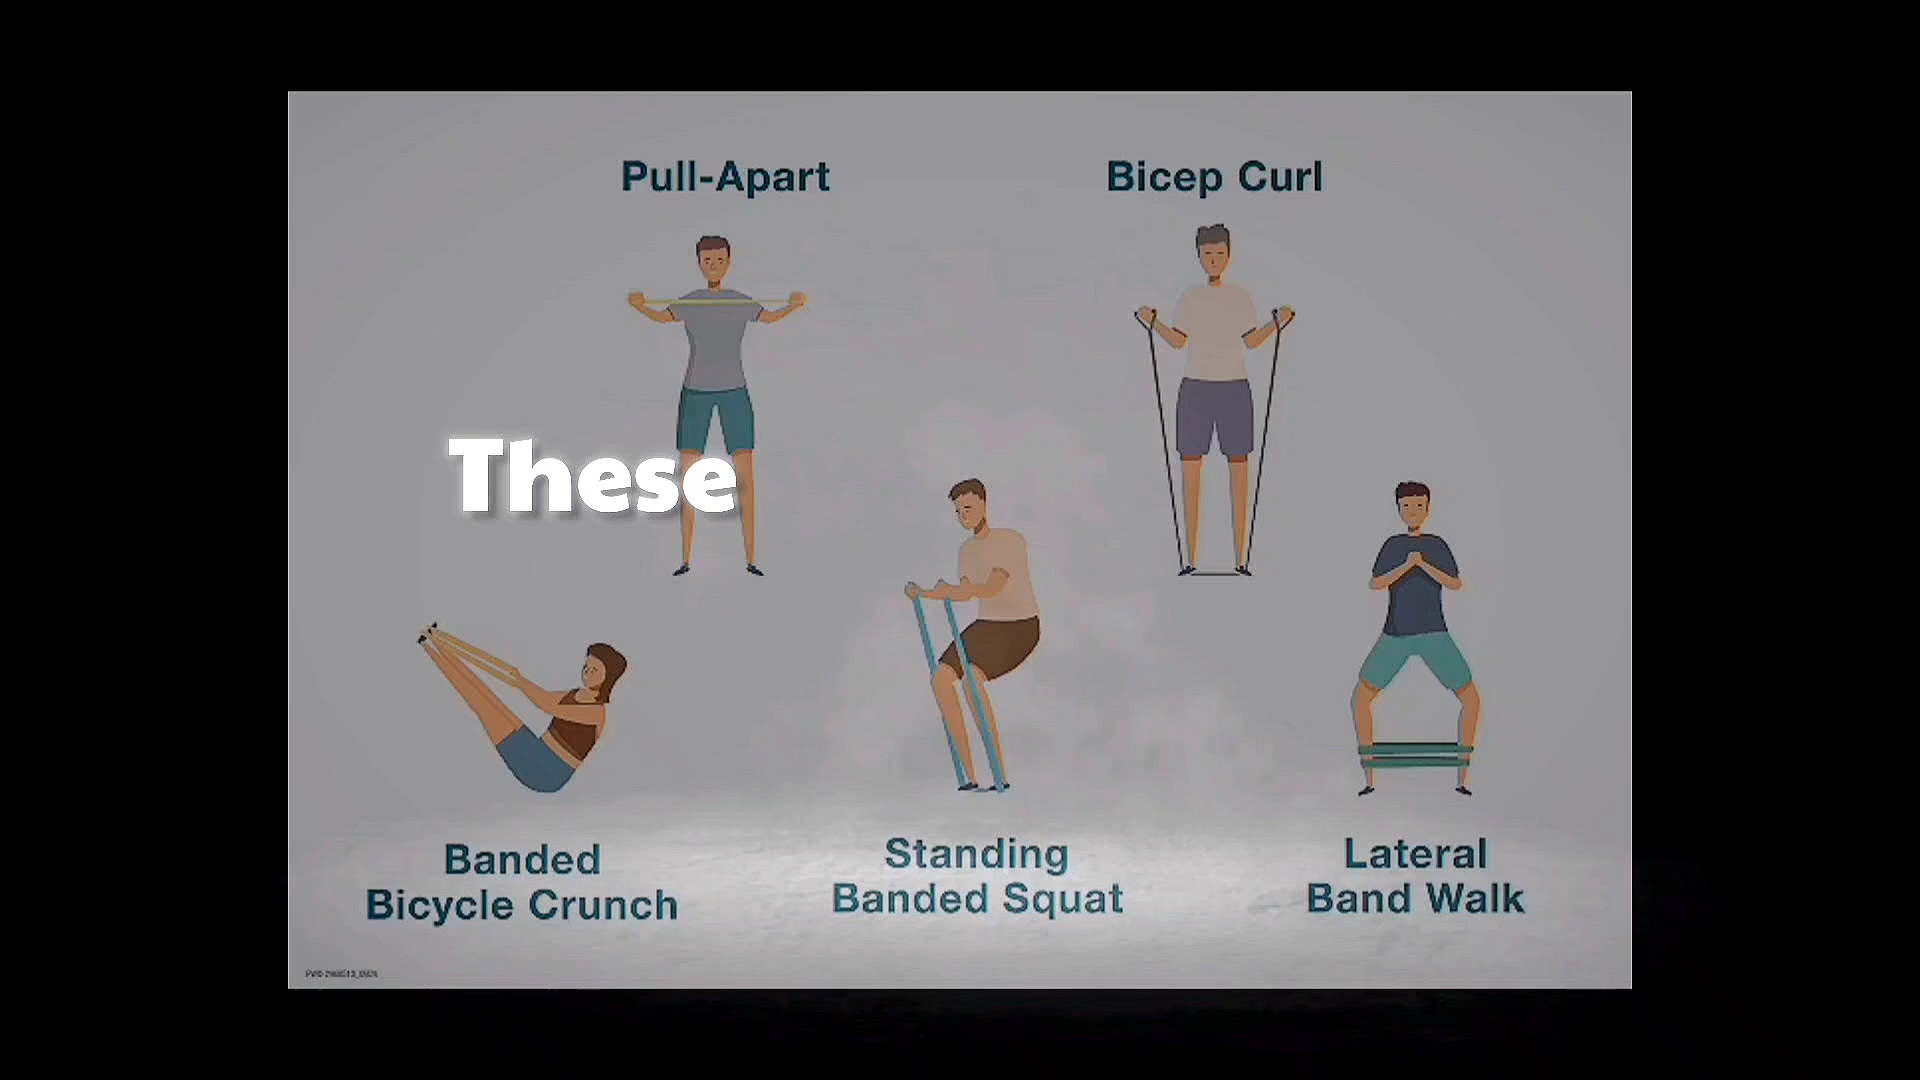 Pull-Apart
Bicep Curl
These
Banded
Bicycle Crunch
Standing
Banded Squat
Lateral
Band Walk